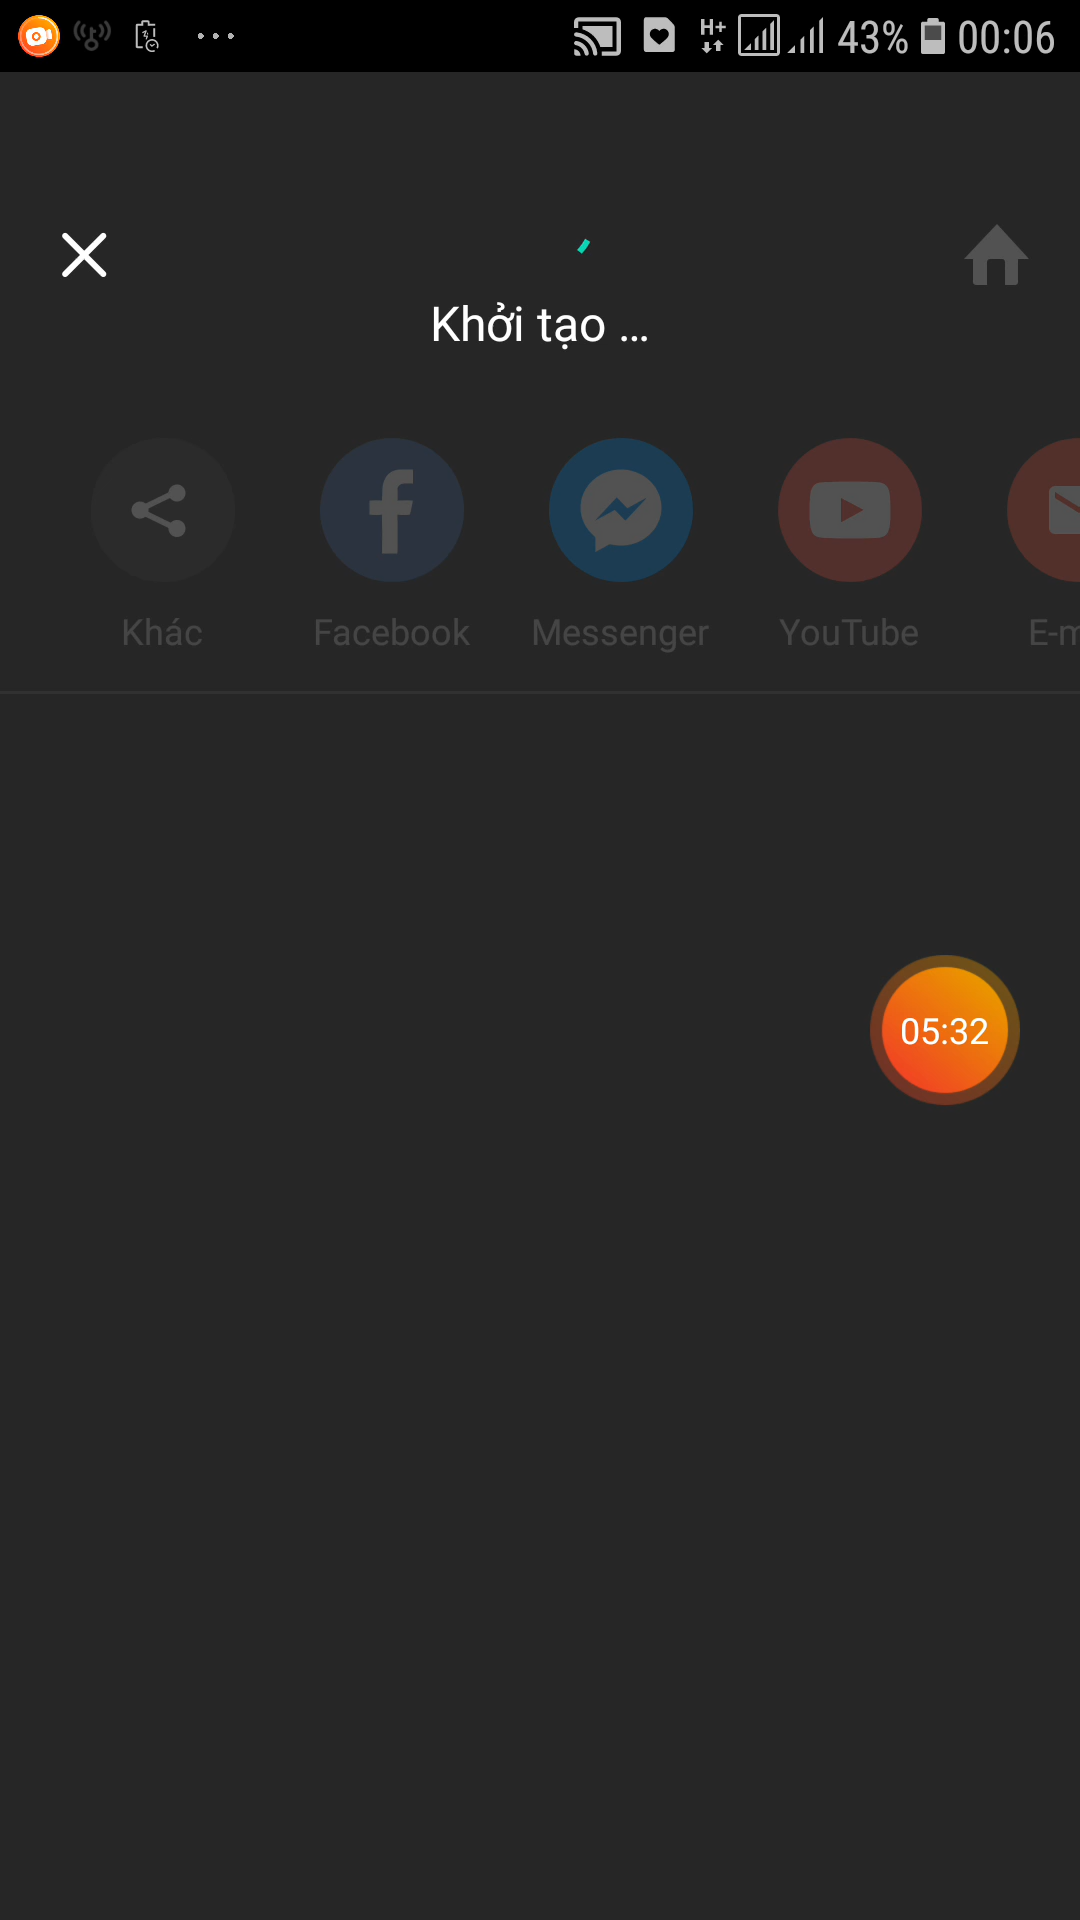 H+ 43% 00:06
Khởi tạo ...
Khác Facebook Messenger YouTube E-m
05:32